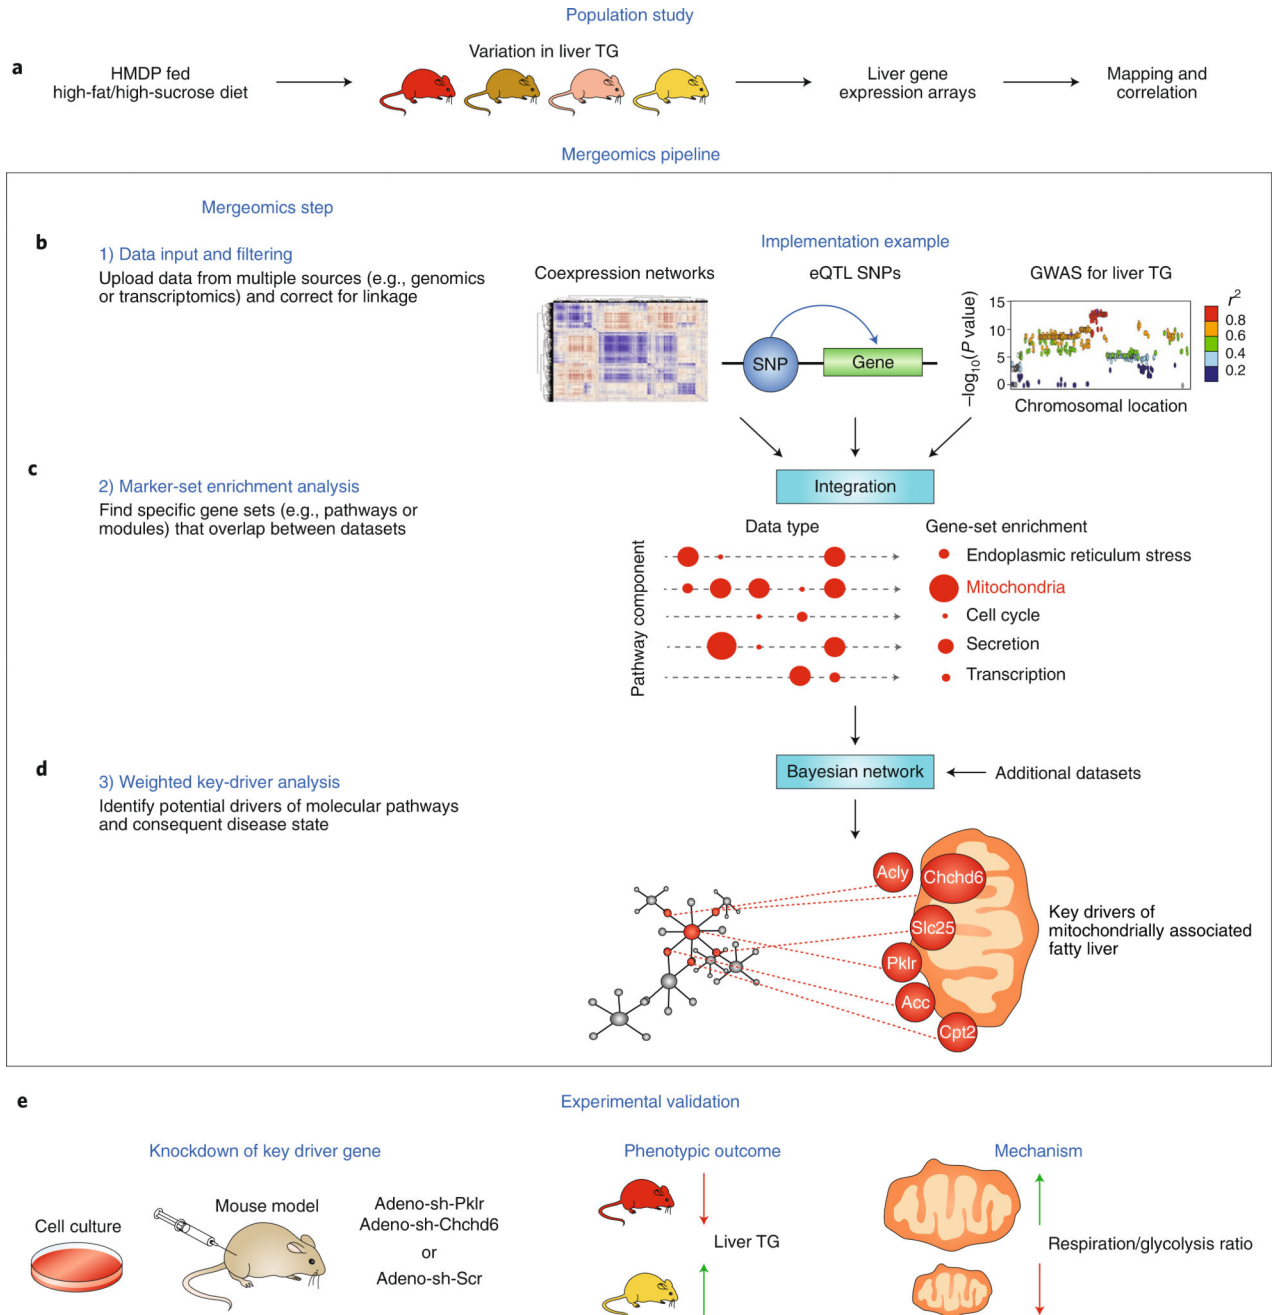 Population study
a
HMDP fed
high-fat/high-sucrose diet
Variation in liver TG
Liver gene
expression arrays
Mapping and
correlation
Mergeomics pipeline
Mergeomics step
b
1) Data input and filtering
Upload data from multiple sources (e.g., genomics
or transcriptomics) and correct for linkage
Implementation example
Coexpression networks
eQTL SNPs
SNP
Gene
GWAS for liver TG
−log10(P value)
15
10
5
0
Chromosomal location
r2
0.8
0.6
0.4
0.2
c
2) Marker-set enrichment analysis
Find specific gene sets (e.g., pathways or
modules) that overlap between datasets
Integration
Data type
Gene-set enrichment
Pathway component
Endoplasmic reticulum stress
Mitochondria
Cell cycle
Secretion
Transcription
d
3) Weighted key-driver analysis
Identify potential drivers of molecular pathways
and consequent disease state
Bayesian network
Additional datasets
Acly
Chchd6
Slc25
Pklr
Acc
Cpt2
Key drivers of
mitochondrially associated
fatty liver
e
Experimental validation
Knockdown of key driver gene
Cell culture
Mouse model
Adeno-sh-Pklr
Adeno-sh-Chchd6
or
Adeno-sh-Scr
Phenotypic outcome
Liver TG
Mechanism
Respiration/glycolysis ratio